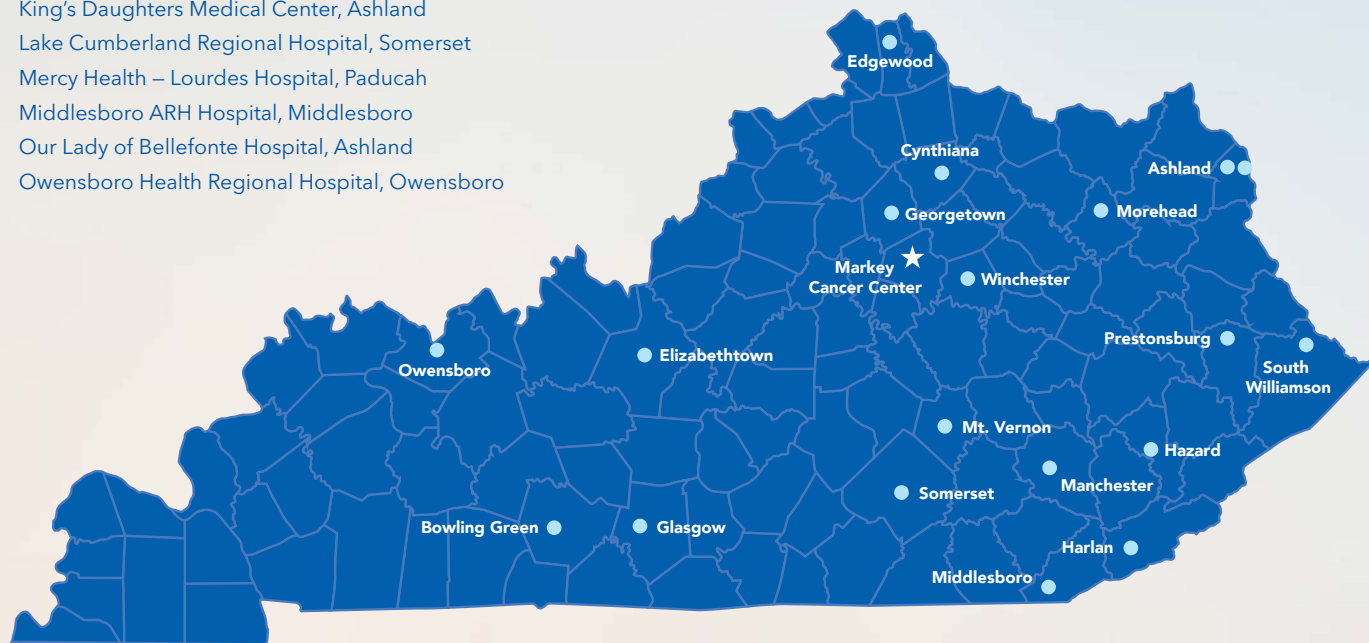 King’s Daughters Medical Center, Ashland
Lake Cumberland Regional Hospital, Somerset
Mercy Health – Lourdes Hospital, Paducah
Middlesboro ARH Hospital, Middlesboro
Our Lady of Bellefonte Hospital, Ashland
Owensboro Health Regional Hospital, Owensboro
Edgewood
Cynthiana
Ashland
Georgetown
Morehead
Markey
Cancer Center
Winchester
Prestonsburg
South
Williamson
Elizabethtown
Owensboro
Mt. Vernon
Hazard
Manchester
Somerset
Bowling Green
Glasgow
Harlan
Middlesboro